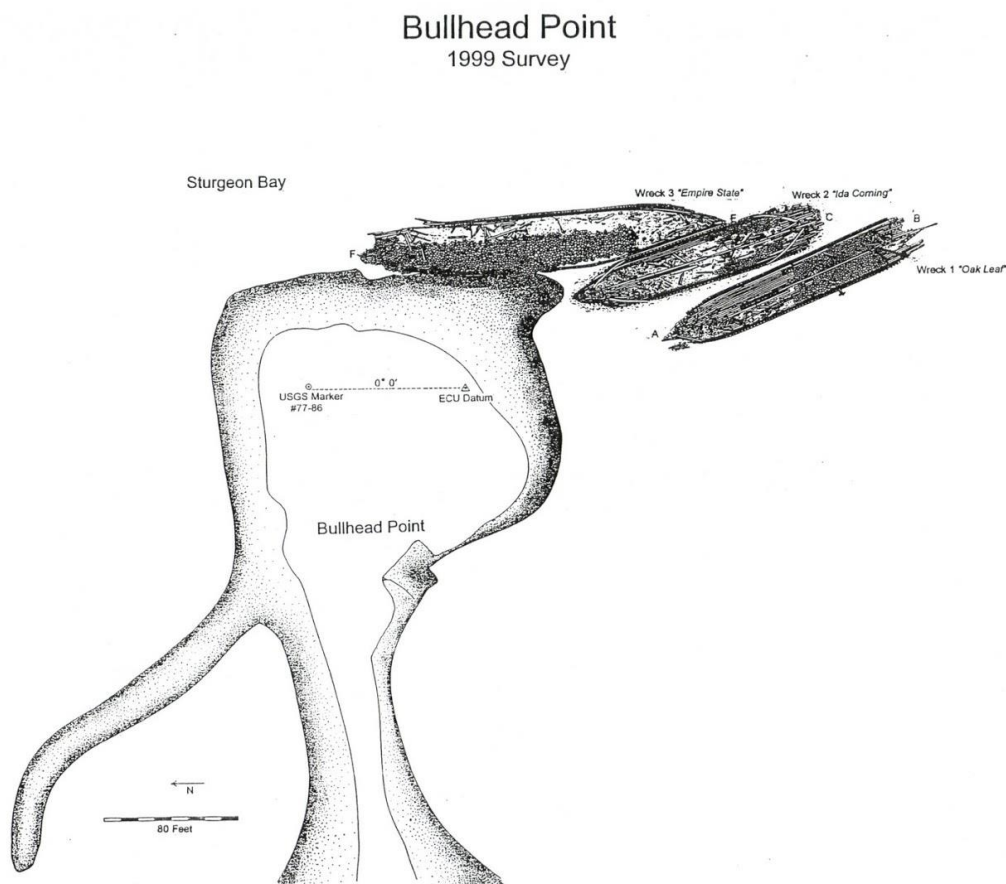 Bullhead Point
1999 Survey
Sturgeon Bay
Wreck 3 "Empire State"
Wreck 2 "Ida Corning"
E
C
B
F
Wreck 1 "Oak Leaf"
A
0° 0'
USGS Marker
#77-86
ECU Datum
Bullhead Point
N
80 Feet